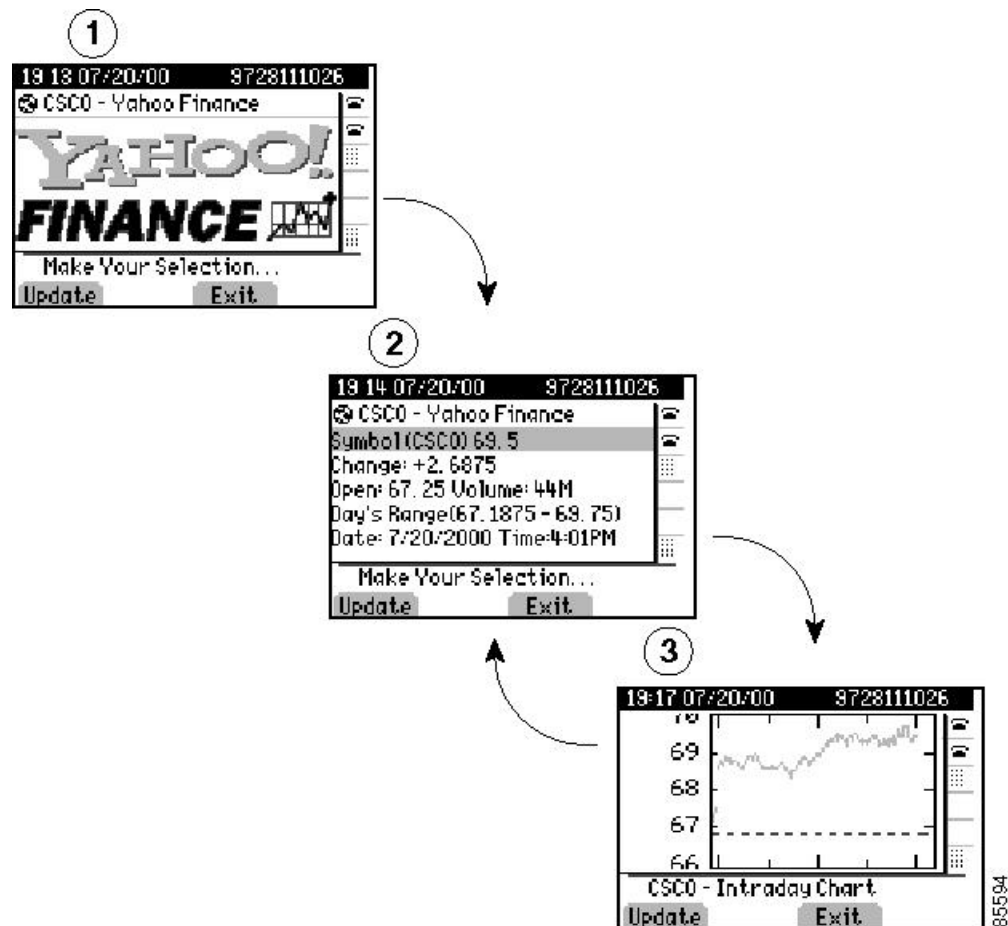 1
19 13 07/20/00 9728111026
CSCO - Yahoo Finance
YAHOO!
FINANCE
Make Your Selection...
Update Exit
2
19 14 07/20/00 9728111026
CSCO - Yahoo Finance
Symbol(CSCO) 69.5
Change: +2.6875
Open: 67.25 Volume: 44M
Day's Range(67.1875 - 69.75)
Date: 7/20/2000 Time:4:01PM
Make Your Selection...
Update Exit
3
19:17 07/20/00 9728111026
70
69
68
67
66
CSCO - Intraday Chart
Update Exit
85594